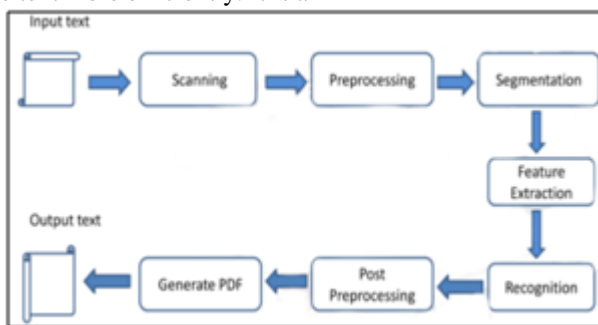 Input text
Scanning
Preprocessing
Segmentation
Feature
Extraction
Recognition
Post
Preprocessing
Generate PDF
Output text